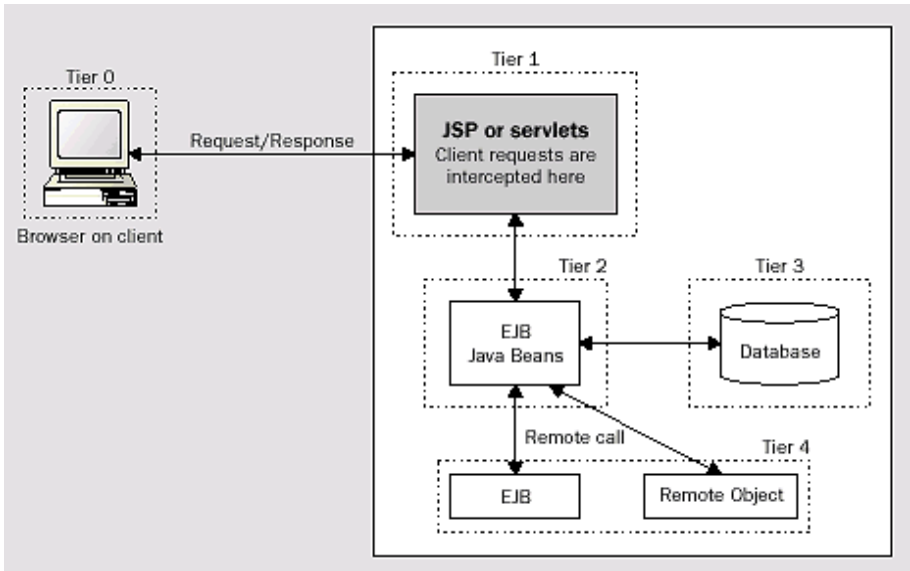 Tier 0
Browser on client
Request/Response
Tier 1
JSP or servlets
Client requests are
intercepted here
Tier 2
EJB
Java Beans
Tier 3
Database
Remote call
Tier 4
EJB
Remote Object